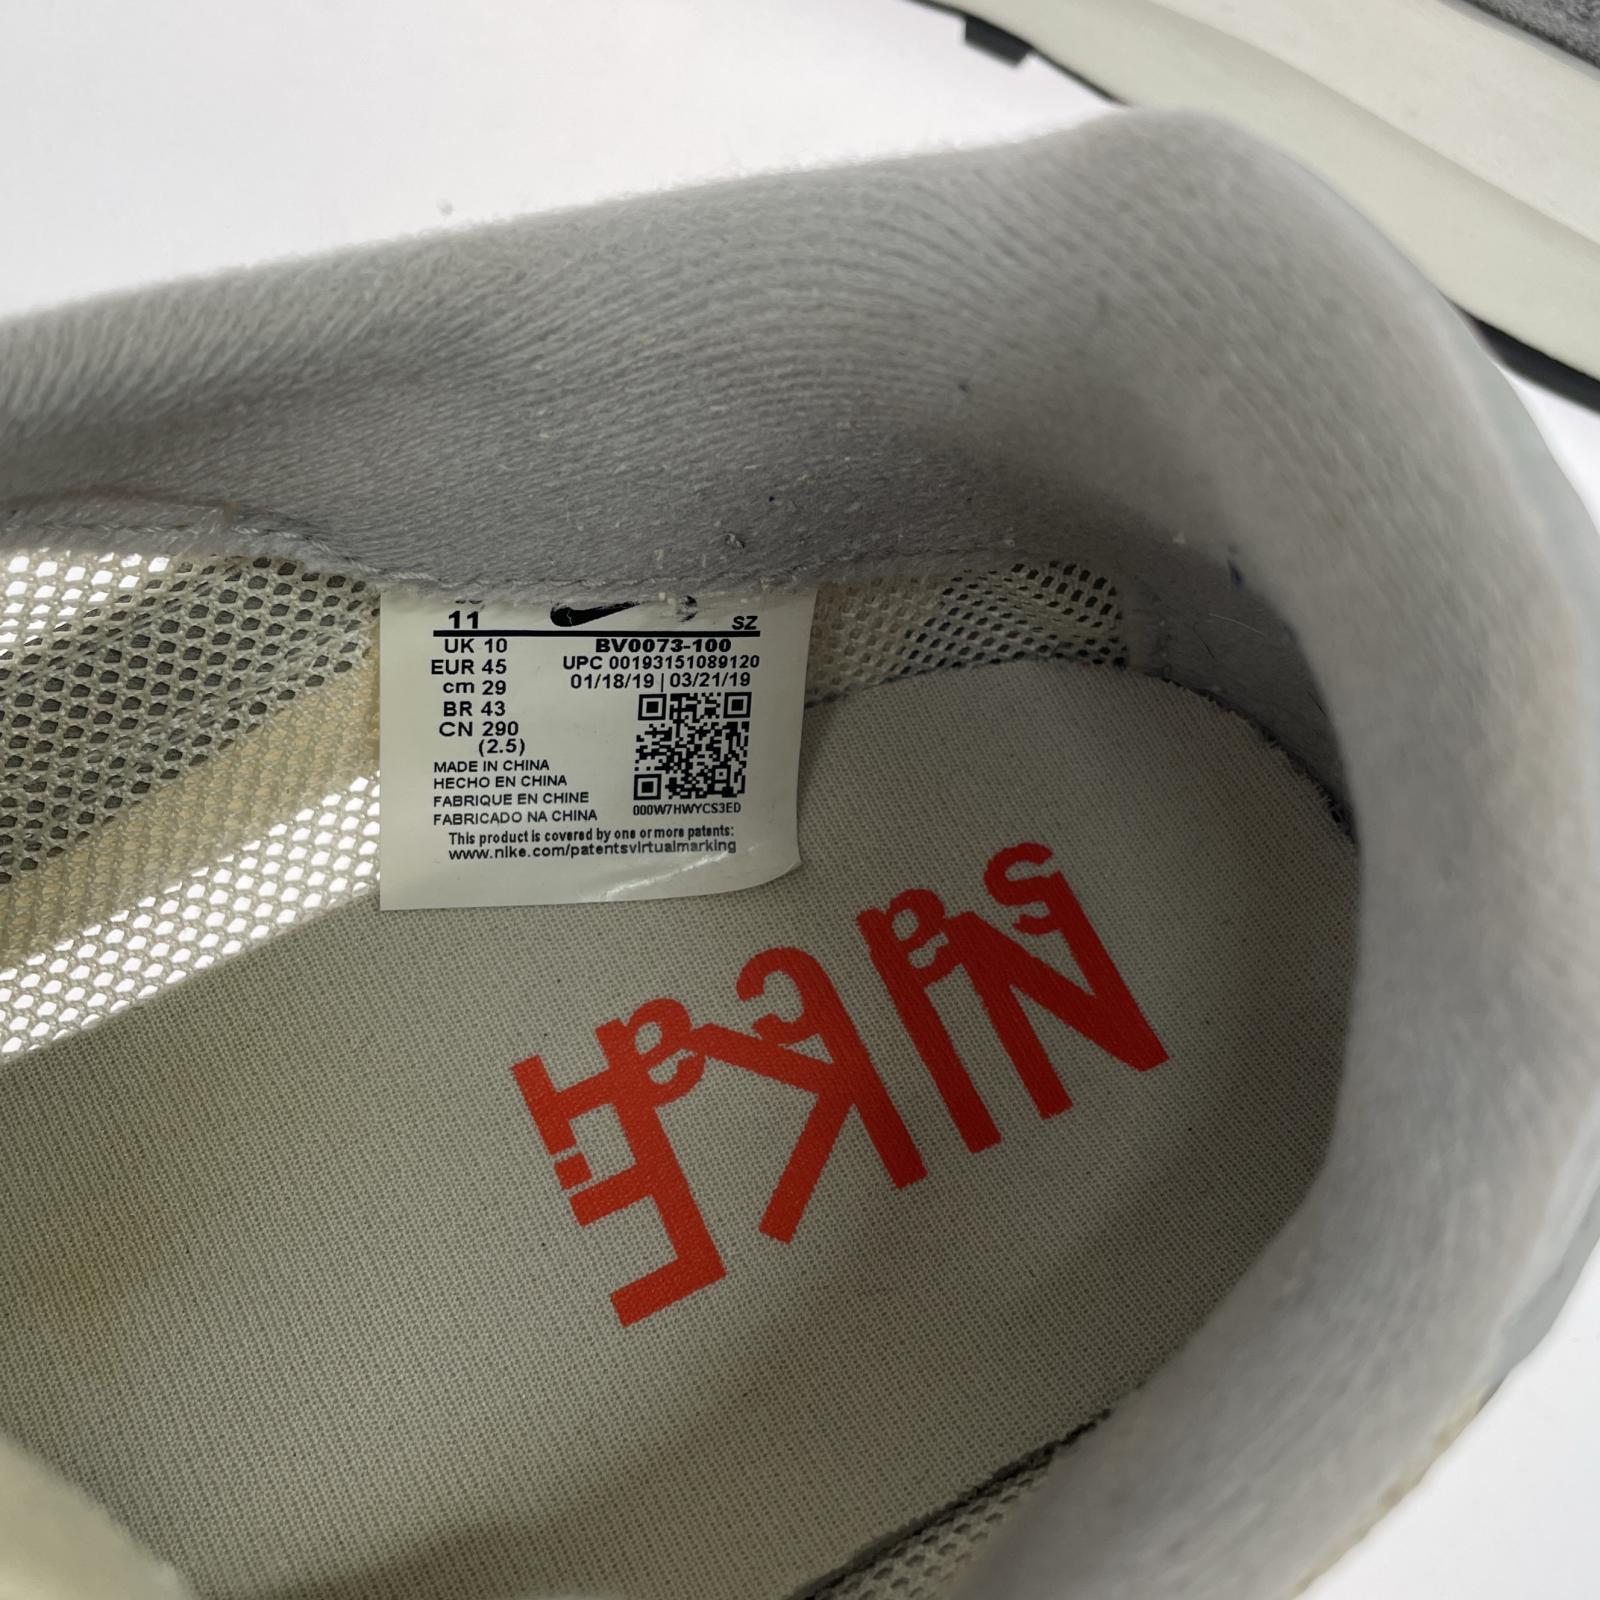 11 SZ
UK 10 BV0073-100
EUR 45 UPC 00193151089120
cm 29 01/18/19 | 03/21/19
BR 43
CN 290
(2.5)
MADE IN CHINA
HECHO EN CHINA
FABRIQUE EN CHINE
FABRICADO NA CHINA
000W7HWYCS3ED
This product is covered by one or more patents:
www.nike.com/patentsvirtualmarking
NIKE
sacai